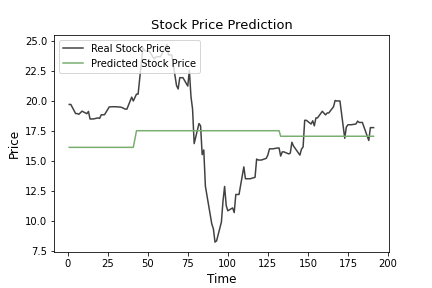 Stock Price Prediction
Real Stock Price
Predicted Stock Price
25.0
22.5
20.0
17.5
15.0
12.5
10.0
7.5
Price
0 25 50 75 100 125 150 175 200
Time